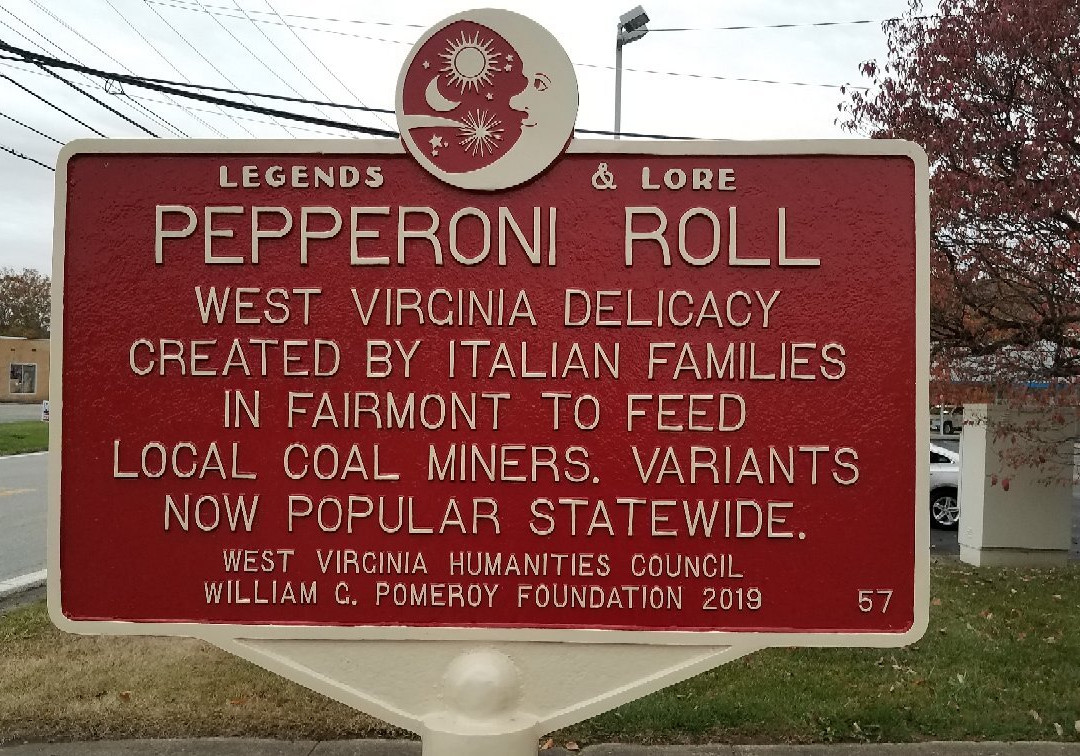 LEGENDS & LORE
PEPPERONI ROLL
WEST VIRGINIA DELICACY
CREATED BY ITALIAN FAMILIES
IN FAIRMONT TO FEED
LOCAL COAL MINERS. VARIANTS
NOW POPULAR STATEWIDE.
WEST VIRGINIA HUMANITIES COUNCIL
WILLIAM G. POMEROY FOUNDATION 2019 57